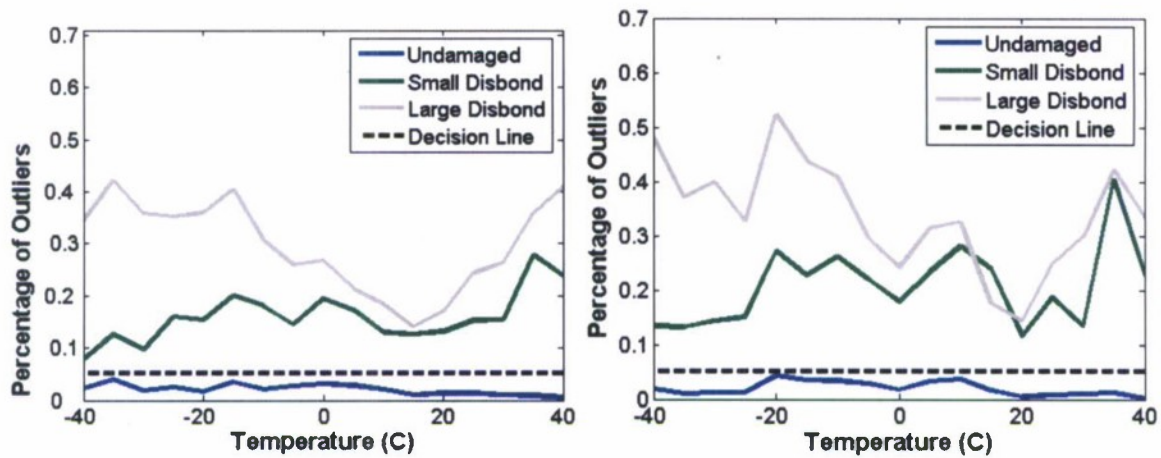 0.7
0.6
0.5
0.4
0.3
0.2
0.1
0
-40
-20
0
20
40
Percentage of Outliers
Temperature (C)
Undamaged
Small Disbond
Large Disbond
Decision Line
0.7
0.6
0.5
0.4
0.3
0.2
0.1
0
-40
-20
0
20
40
Percentage of Outliers
Temperature (C)
Undamaged
Small Disbond
Large Disbond
Decision Line